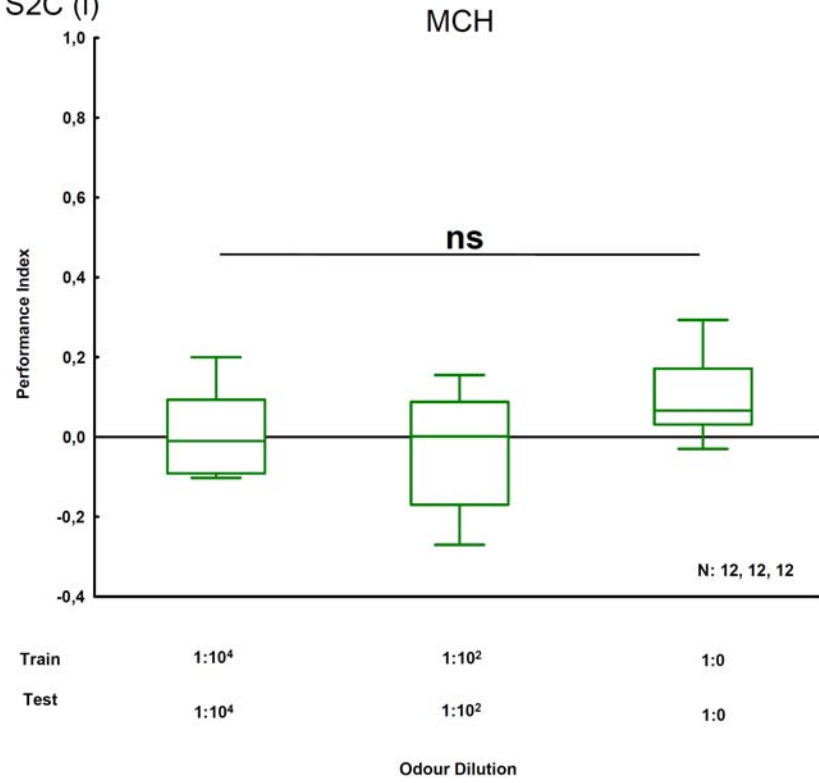 S2C (I)
MCH
1,0
0,8
0,6
0,4
0,2
0,0
-0,2
-0,4
Performance Index
ns
N: 12, 12, 12
Train 1:10⁴ 1:10² 1:0
Test 1:10⁴ 1:10² 1:0
Odour Dilution